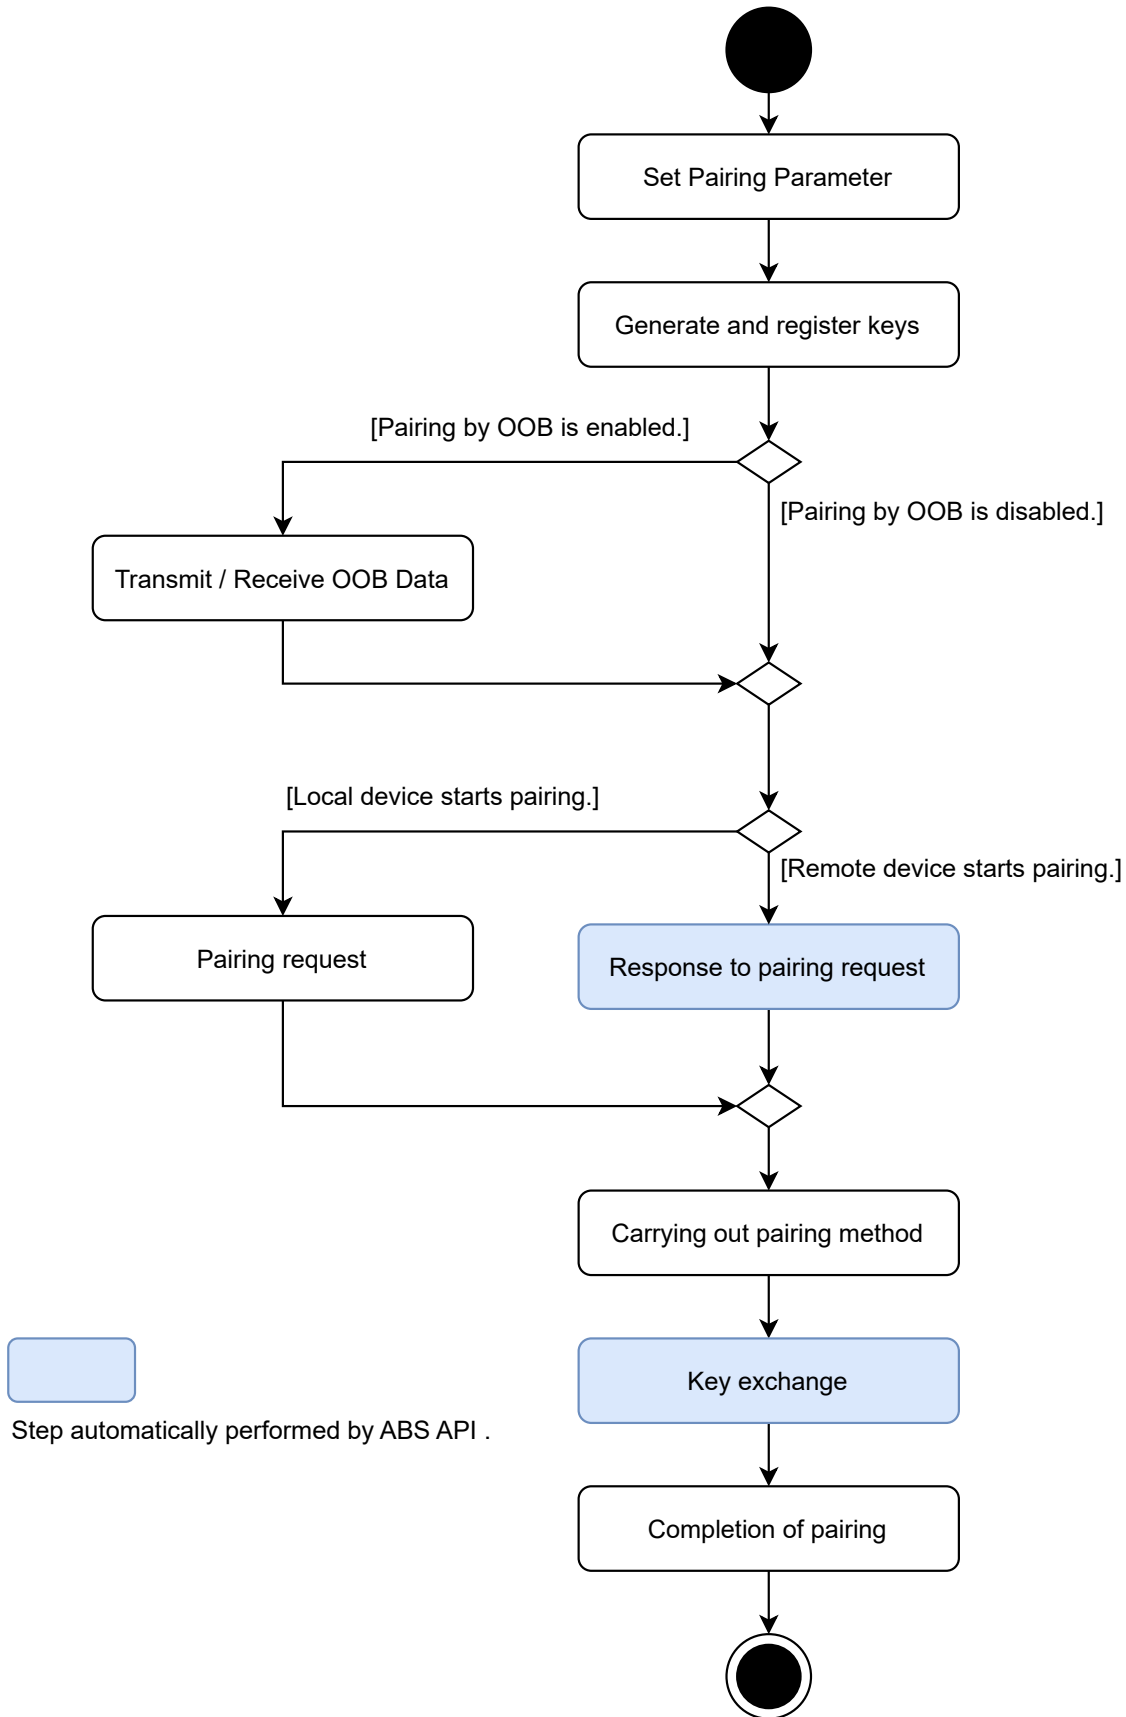 Set Pairing Parameter
Generate and register keys
[Pairing by OOB is enabled.]
[Pairing by OOB is disabled.]
Transmit / Receive OOB Data
[Local device starts pairing.]
[Remote device starts pairing.]
Pairing request
Response to pairing request
Carrying out pairing method
Key exchange
Step automatically performed by ABS API .
Completion of pairing